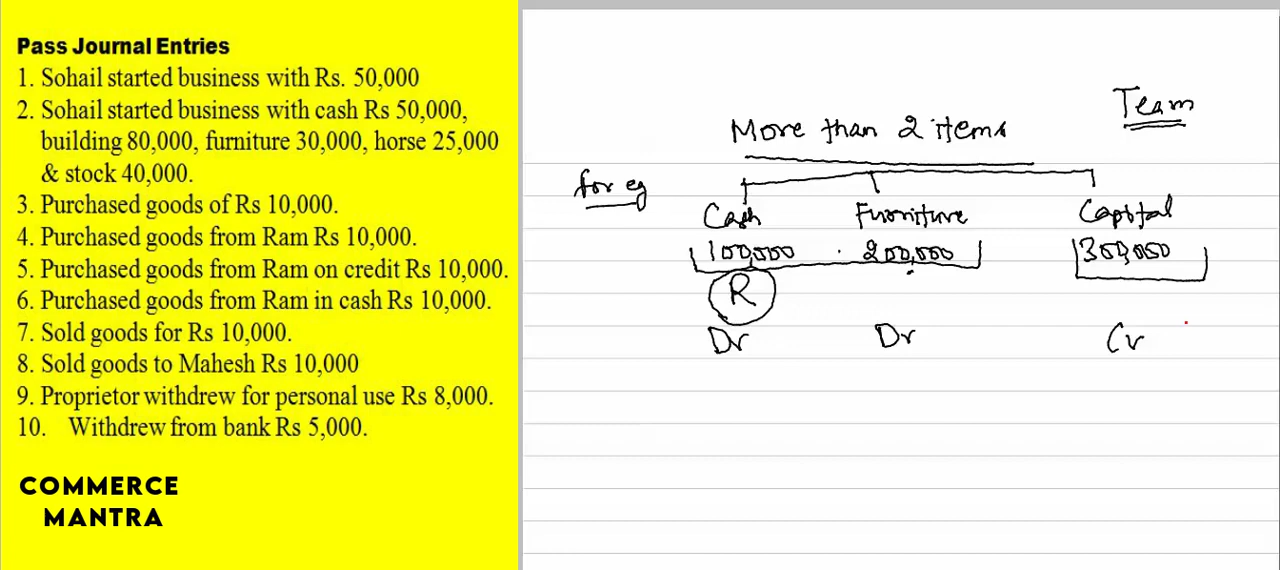 Pass Journal Entries
1. Sohail started business with Rs. 50,000
2. Sohail started business with cash Rs 50,000,
building 80,000, furniture 30,000, horse 25,000
& stock 40,000.
3. Purchased goods of Rs 10,000.
4. Purchased goods from Ram Rs 10,000.
5. Purchased goods from Ram on credit Rs 10,000.
6. Purchased goods from Ram in cash Rs 10,000.
7. Sold goods for Rs 10,000.
8. Sold goods to Mahesh Rs 10,000
9. Proprietor withdrew for personal use Rs 8,000.
10. Withdrew from bank Rs 5,000.
COMMERCE
MANTRA
Team
More than 2 items
for eg
Cash Furniture Capital
100,000 200,000 300,000
R
Dr Dr Cr